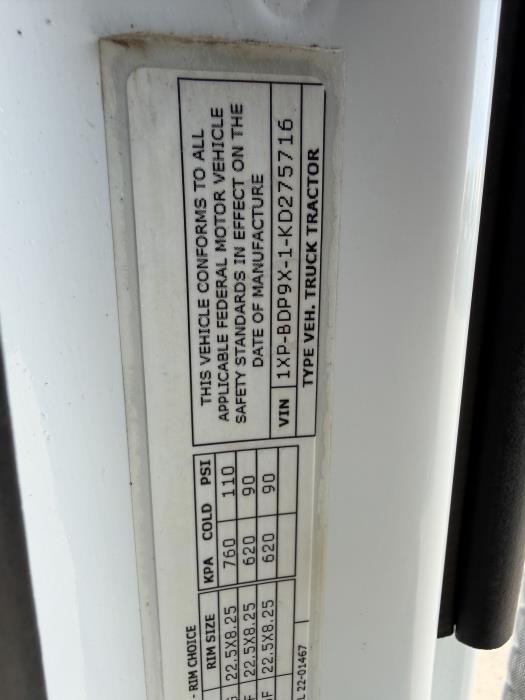 THIS VEHICLE CONFORMS TO ALL
APPLICABLE FEDERAL MOTOR VEHICLE
SAFETY STANDARDS IN EFFECT ON THE
DATE OF MANUFACTURE
VIN 1XP-BDP9X-1-KD275716
TYPE VEH. TRUCK TRACTOR
- RIM CHOICE
RIM SIZE KPA COLD PSI
22.5X8.25 760 110
22.5X8.25 620 90
22.5X8.25 620 90
22-01467